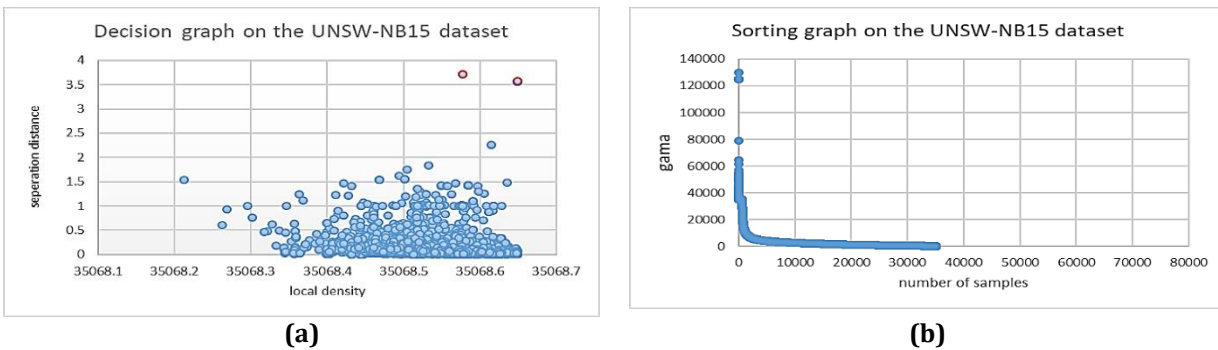 Decision graph on the UNSW-NB15 dataset
4
3.5
3
2.5
2
1.5
1
0.5
0
seperation distance
35068.1 35068.2 35068.3 35068.4 35068.5 35068.6 35068.7
local density
(a)
Sorting graph on the UNSW-NB15 dataset
140000
120000
100000
80000
60000
40000
20000
0
gama
0 10000 20000 30000 40000 50000 60000 70000 80000
number of samples
(b)